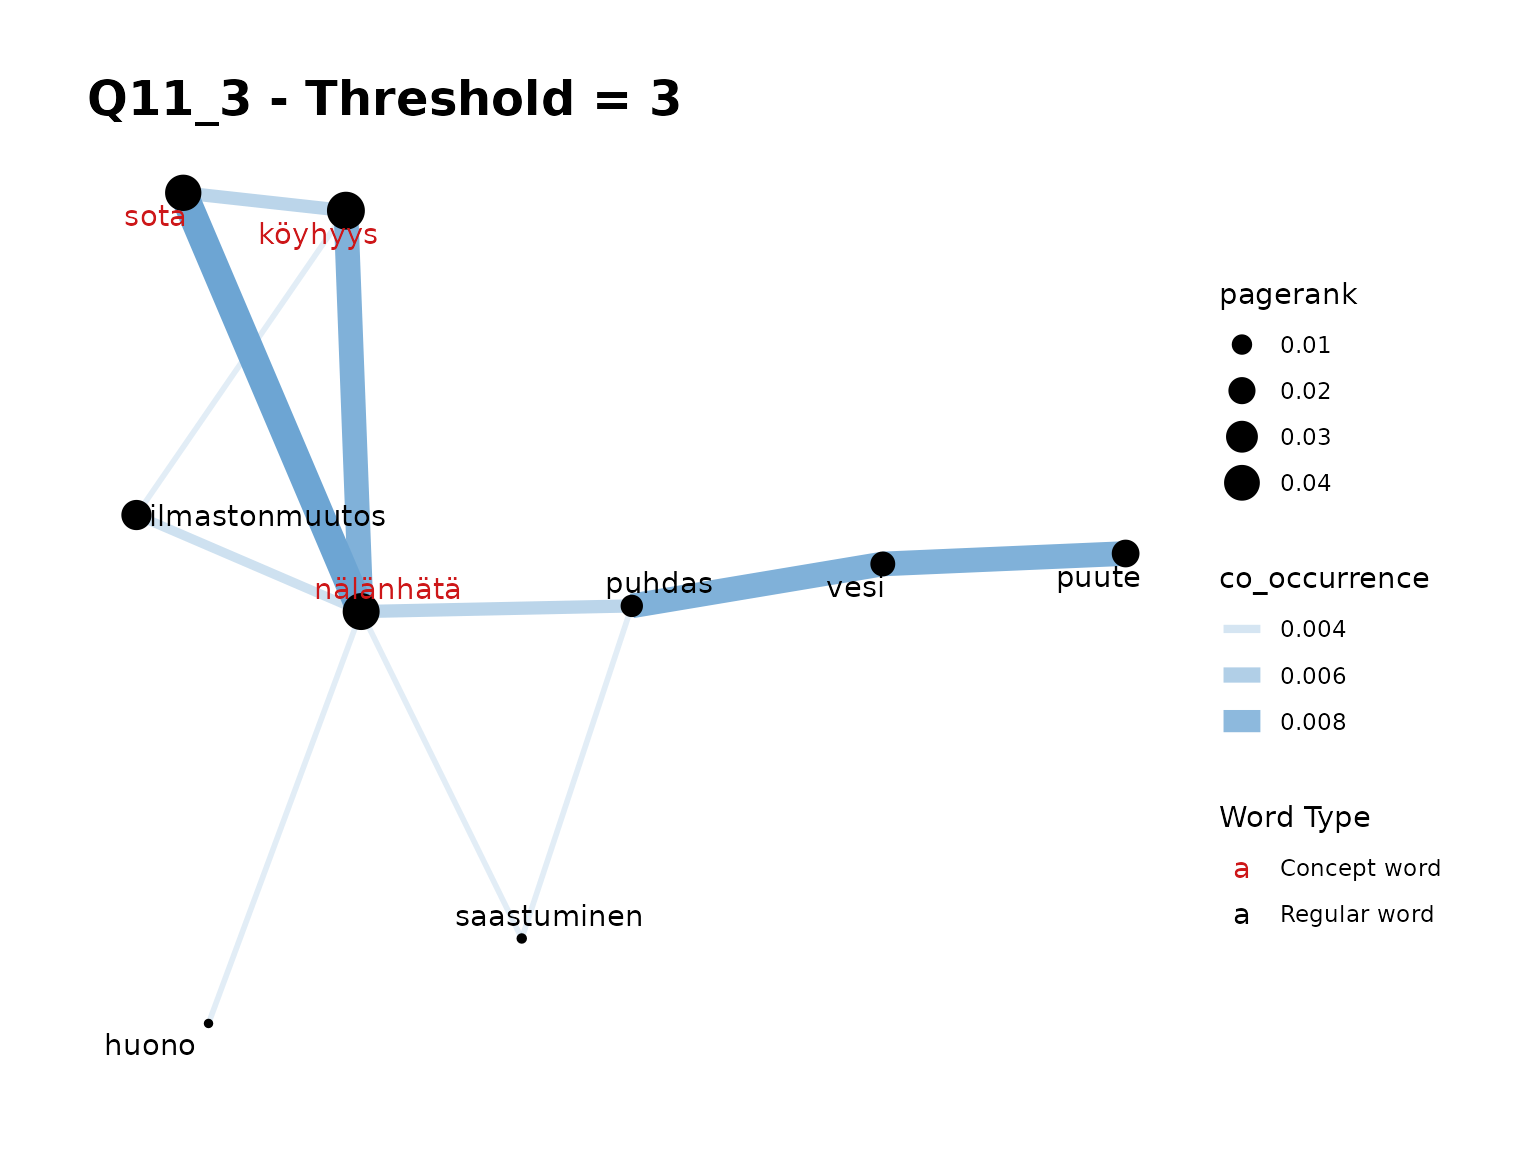 Q11_3 - Threshold = 3
sota
köyhyys
ilmastonmuutos
nälänhätä
puhdas
vesi
puute
saastuminen
huono
pagerank
0.01
0.02
0.03
0.04
co_occurrence
0.004
0.006
0.008
Word Type
a Concept word
a Regular word